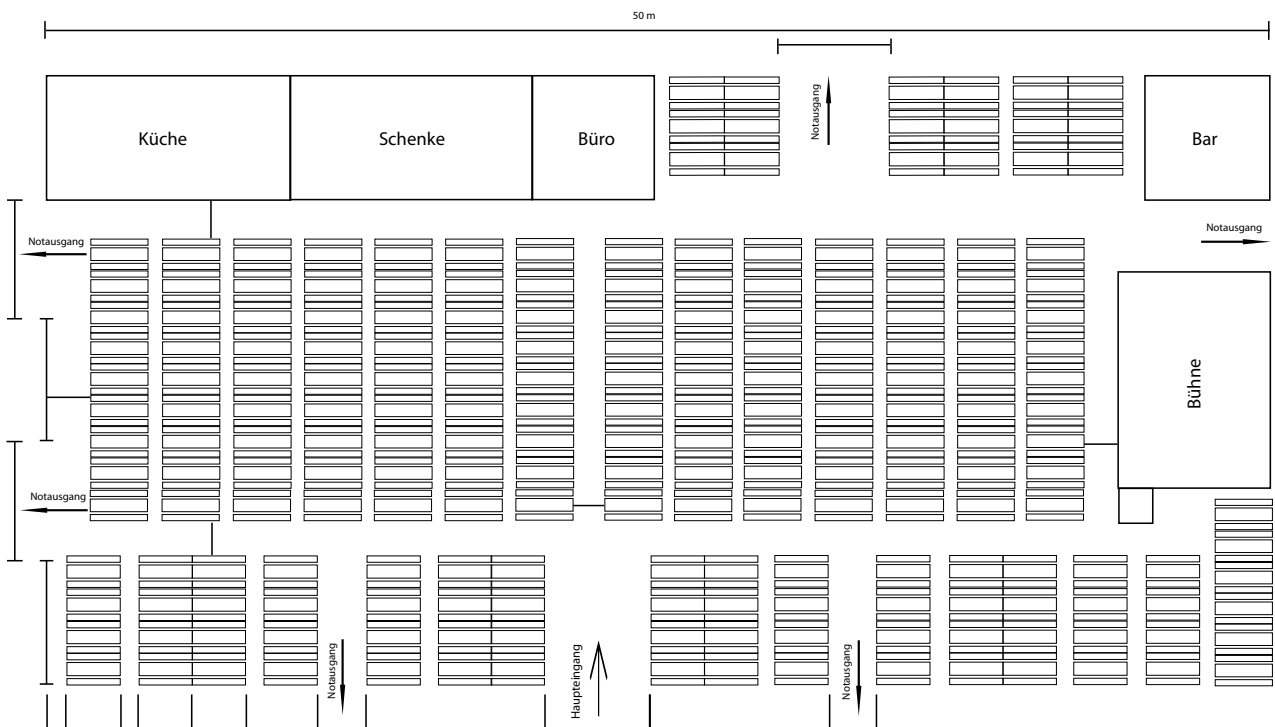 50 m
Küche
Schenke
Büro
Notausgang
Bar
Notausgang
Notausgang
Bühne
Notausgang
Notausgang
Haupteingang
Notausgang